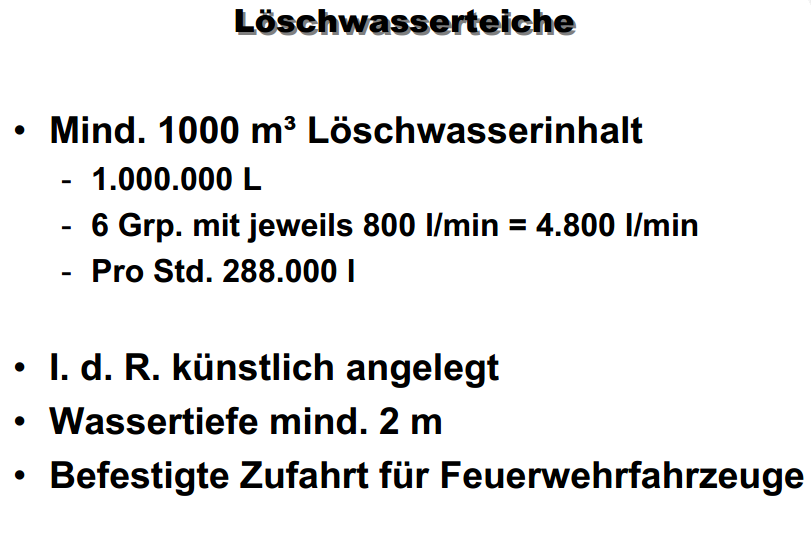 Löschwasserteiche
• Mind. 1000 m³ Löschwasserinhalt
- 1.000.000 L
- 6 Grp. mit jeweils 800 l/min = 4.800 l/min
- Pro Std. 288.000 l
• I. d. R. künstlich angelegt
• Wassertiefe mind. 2 m
• Befestigte Zufahrt für Feuerwehrfahrzeuge